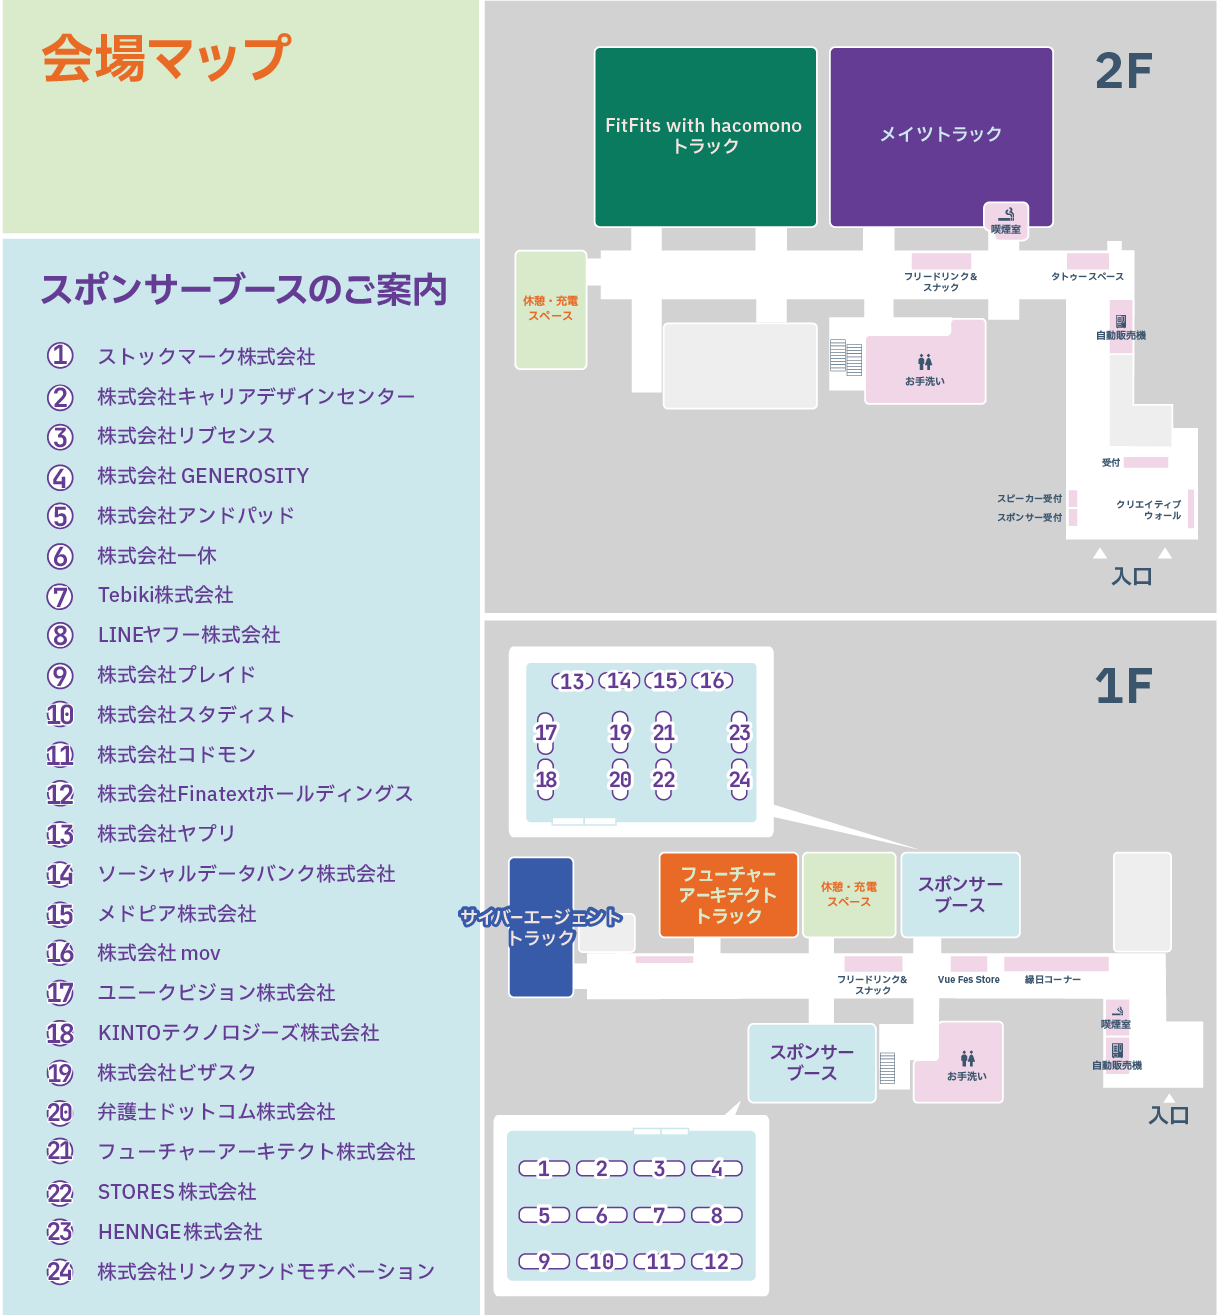 会場マップ
スポンサーブースのご案内
1 ストックマーク株式会社
2 株式会社キャリアデザインセンター
3 株式会社リブセンス
4 株式会社 GENEROSITY
5 株式会社アンドパッド
6 株式会社一休
7 Tebiki株式会社
8 LINEヤフー株式会社
9 株式会社プレイド
10 株式会社スタディスト
11 株式会社コドモン
12 株式会社Finatextホールディングス
13 株式会社ヤプリ
14 ソーシャルデータバンク株式会社
15 メドピア株式会社
16 株式会社 mov
17 ユニークビジョン株式会社
18 KINTOテクノロジーズ株式会社
19 株式会社ビザスク
20 弁護士ドットコム株式会社
21 フューチャーアーキテクト株式会社
22 STORES 株式会社
23 HENNGE株式会社
24 株式会社リンクアンドモチベーション
2F
FitFits with hacomono
トラック
メイツトラック
喫煙室
休憩・充電
スペース
フリードリンク&
スナック
タトゥースペース
自動販売機
お手洗い
受付
スピーカー受付
スポンサー受付
クリエイティブ
ウォール
入口
1F
13 14 15 16
17 19 21 23
18 20 22 24
サイバーエージェント
トラック
フューチャー
アーキテクト
トラック
休憩・充電
スペース
スポンサー
ブース
フリードリンク&
スナック
Vue Fes Store
縁日コーナー
喫煙室
自動販売機
スポンサー
ブース
お手洗い
入口
1 2 3 4
5 6 7 8
9 10 11 12